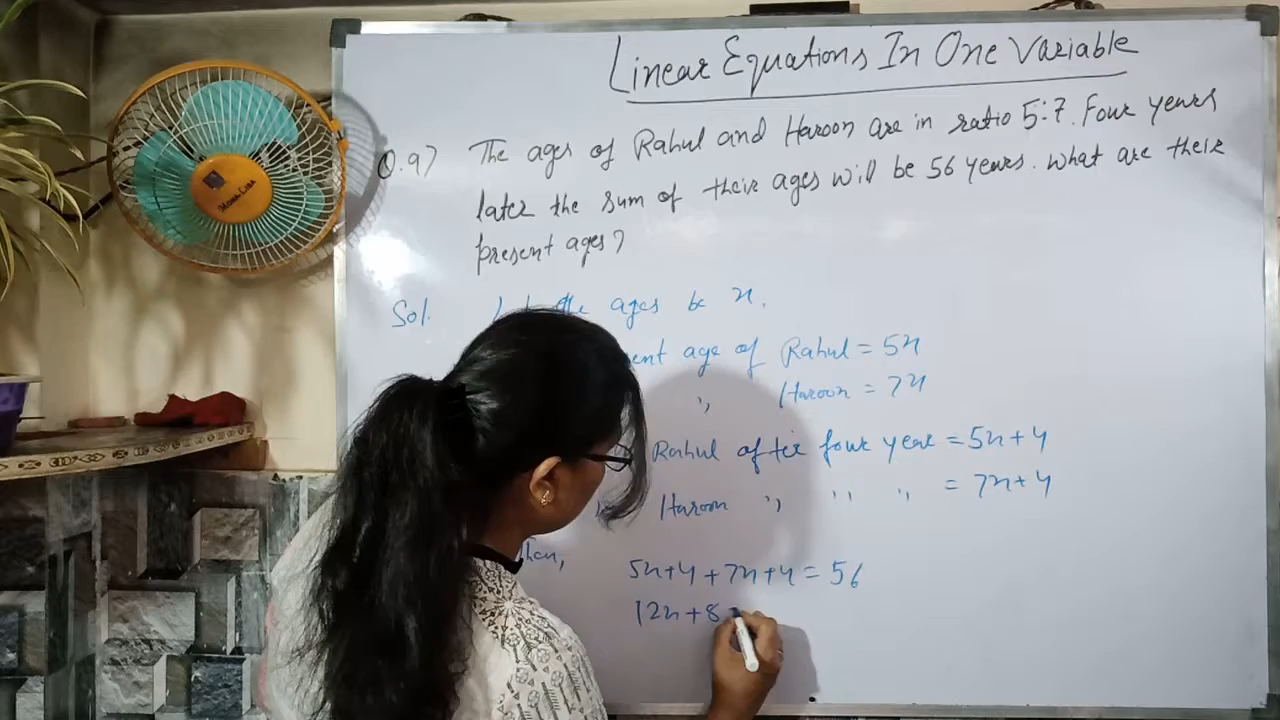 Linear Equations In One Variable
Q.9) The ages of Rahul and Haroon are in ratio 5:7. Four years
later the sum of their ages will be 56 years. What are their
present ages?
Sol. the ages be x.
age of Rahul = 5x
,, Haroon = 7x
Rahul after four year = 5x+4
Haroon ,, ,, ,, = 7x+4
Then,
5x+4+7x+4=56
12x+8